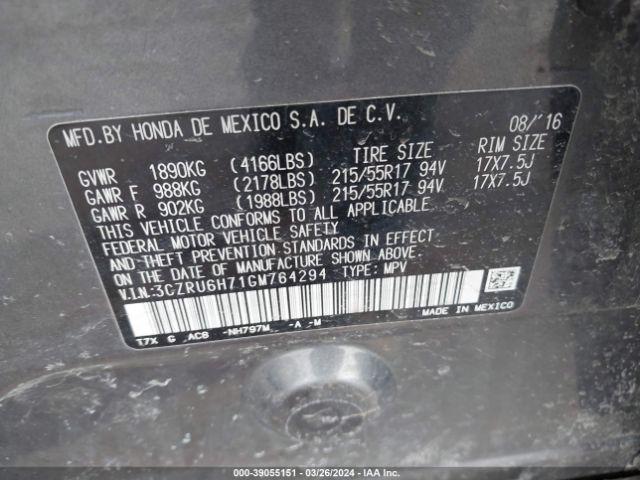 MFD.BY HONDA DE MEXICO S.A. DE C.V. 08/'16
GVWR 1890KG (4166LBS) TIRE SIZE RIM SIZE
GAWR F 988KG (2178LBS) 215/55R17 94V 17X7.5J
GAWR R 902KG (1988LBS) 215/55R17 94V 17X7.5J
THIS VEHICLE CONFORMS TO ALL APPLICABLE
FEDERAL MOTOR VEHICLE SAFETY
AND THEFT PREVENTION STANDARDS IN EFFECT
ON THE DATE OF MANUFACTURE SHOWN ABOVE.
V.I.N.:3CZRU6H71GM764294 TYPE: MPV
T7X G ACB -NH797M -A -M MADE IN MEXICO
000-39055151 | 03/26/2024 | IAA Inc.